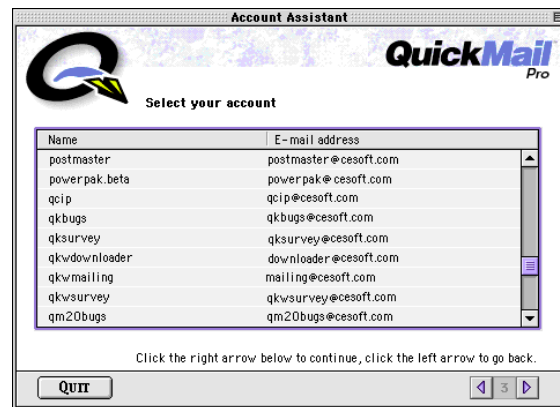 Account Assistant
QuickMail
Pro
Select your account
Name E-mail address
postmaster postmaster@cesoft.com
powerpak.beta powerpak@cesoft.com
qcip qcip@cesoft.com
qkbugs qkbugs@cesoft.com
qksurvey qksurvey@cesoft.com
qkwdownloader downloader@cesoft.com
qkwmailing mailing@cesoft.com
qkwsurvey qkwsurvey@cesoft.com
qm20bugs qm20bugs@cesoft.com
Click the right arrow below to continue, click the left arrow to go back.
Quit 3